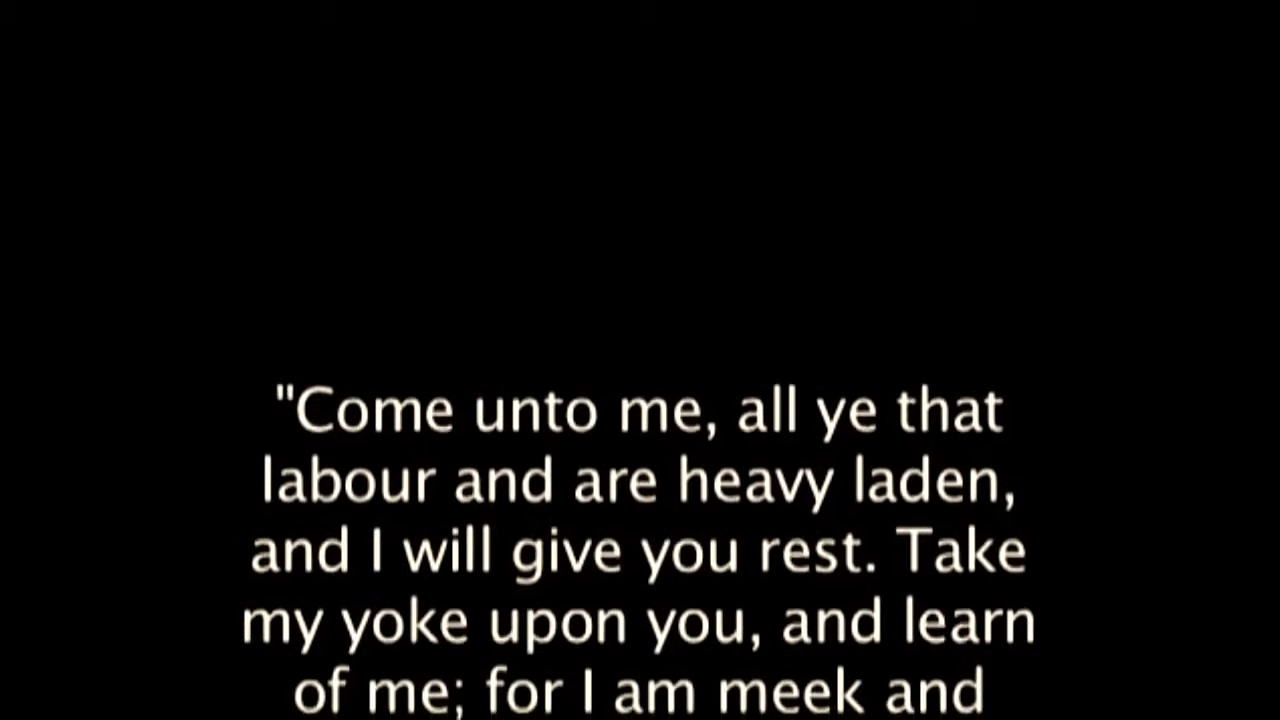 "Come unto me, all ye that
labour and are heavy laden,
and I will give you rest. Take
my yoke upon you, and learn
of me; for I am meek and